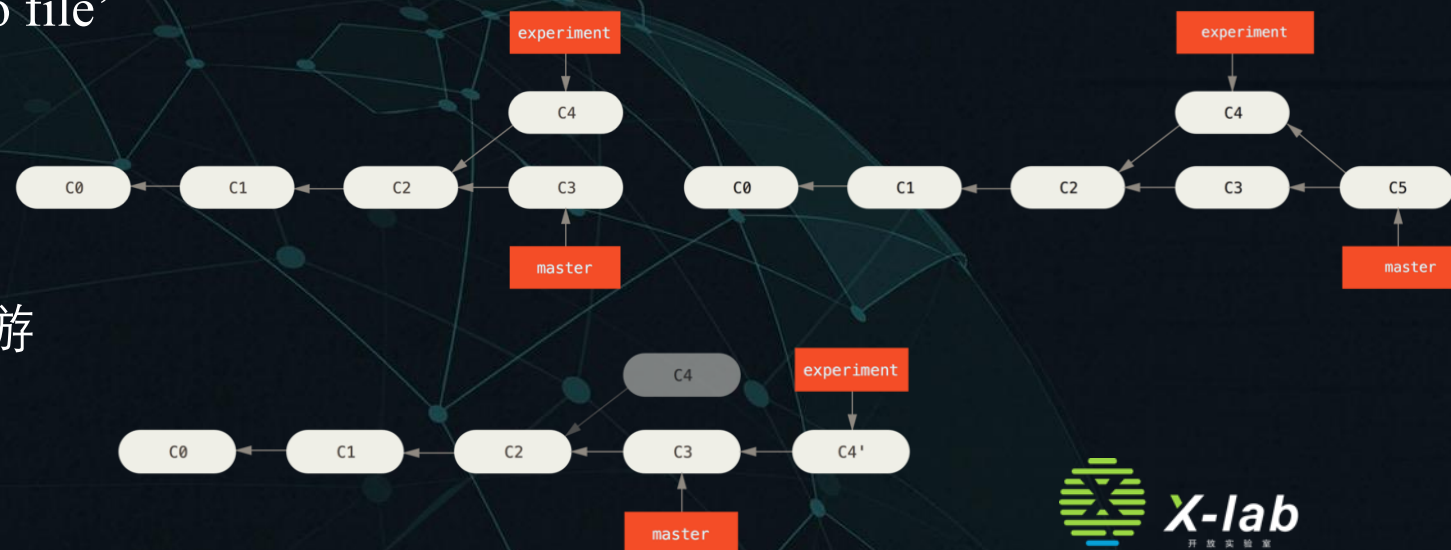 o file’
experiment
C4
C0
C1
C2
C3
master
experiment
C4
C0
C1
C2
C3
C5
master
游
C4
experiment
C0
C1
C2
C3
C4'
master
X-lab
开放实验室